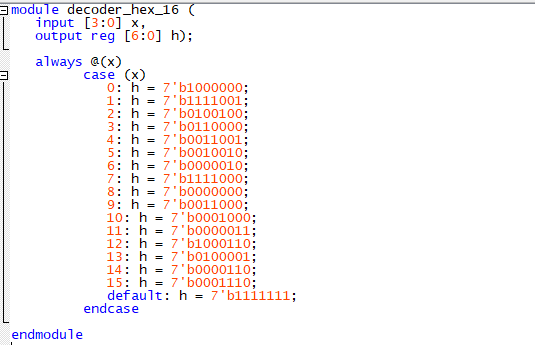 module decoder_hex_16 (
input [3:0] x,
output reg [6:0] h);
always @(x)
case (x)
0: h = 7'b1000000;
1: h = 7'b1111001;
2: h = 7'b0100100;
3: h = 7'b0110000;
4: h = 7'b0011001;
5: h = 7'b0010010;
6: h = 7'b0000010;
7: h = 7'b1111000;
8: h = 7'b0000000;
9: h = 7'b0011000;
10: h = 7'b0001000;
11: h = 7'b0000011;
12: h = 7'b1000110;
13: h = 7'b0100001;
14: h = 7'b0000110;
15: h = 7'b0001110;
default: h = 7'b1111111;
endcase
endmodule